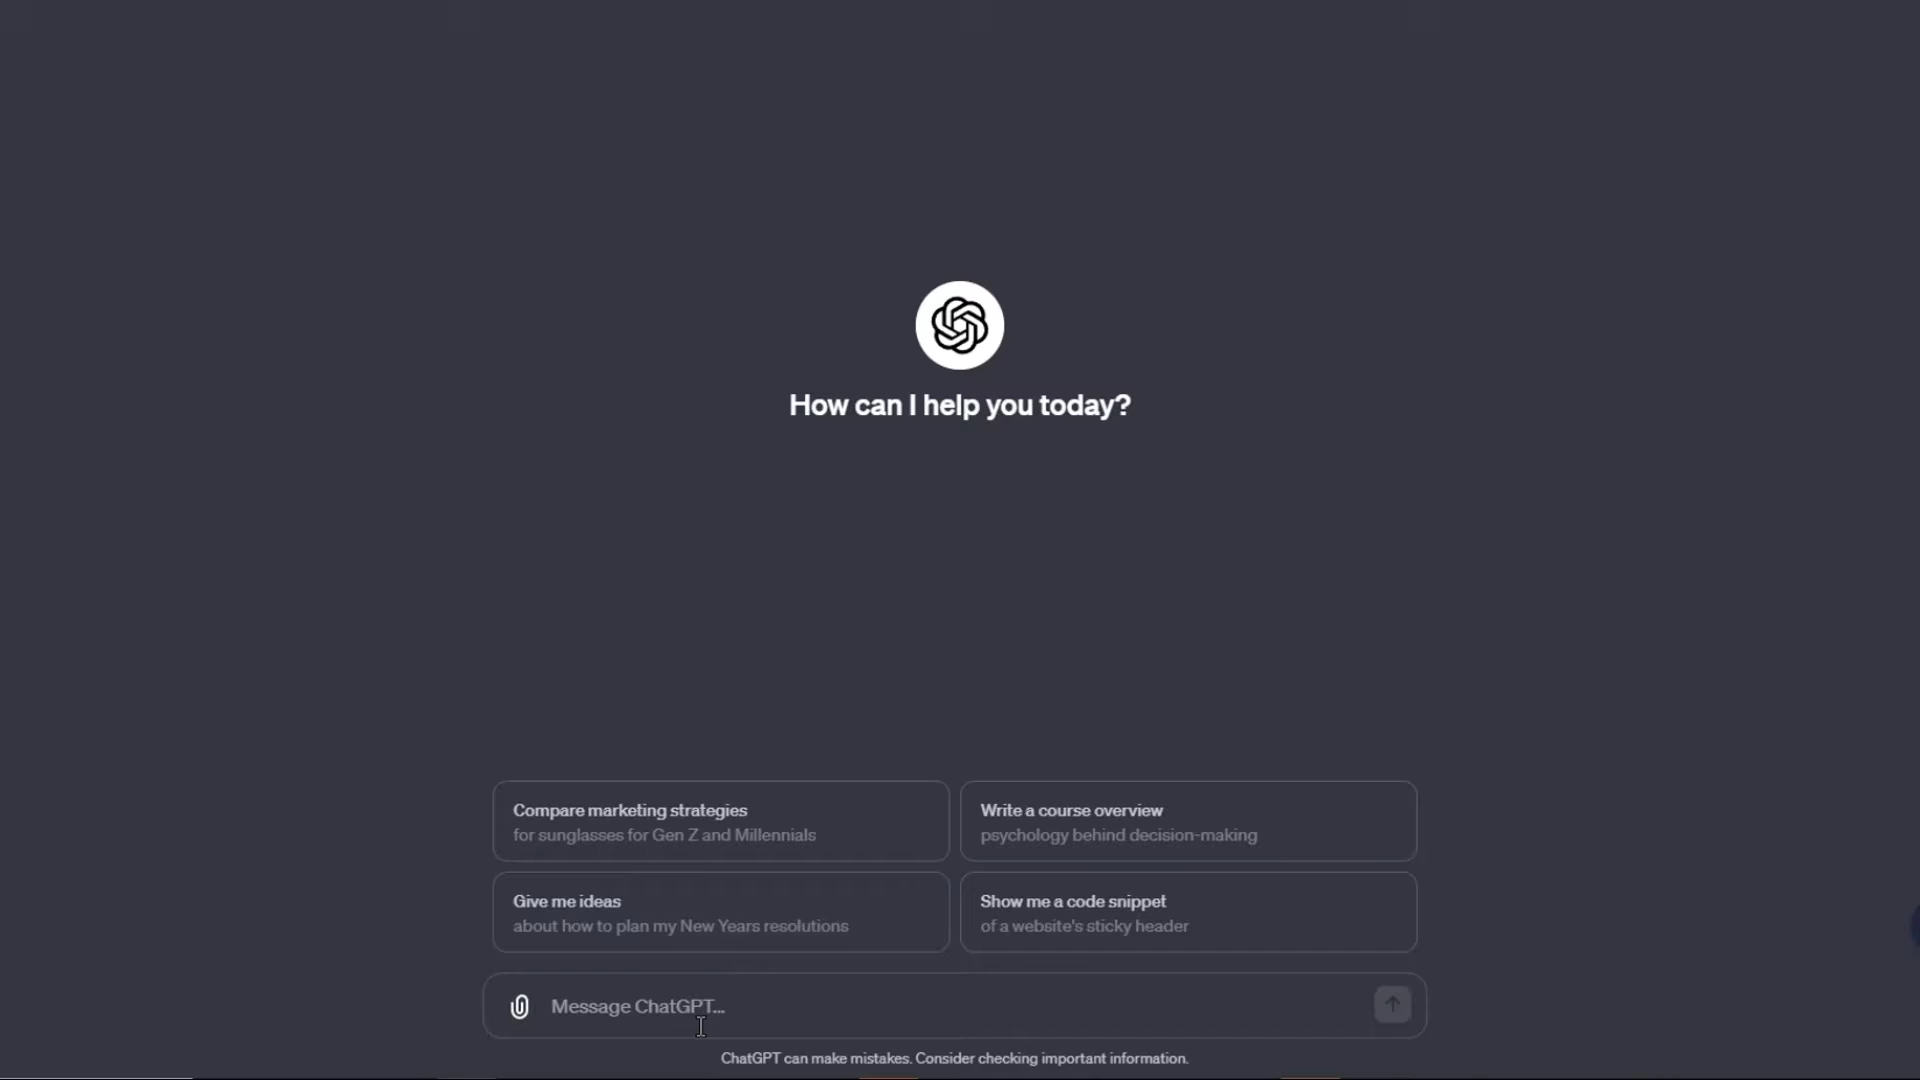 How can I help you today?
Compare marketing strategies
for sunglasses for Gen Z and Millennials
Write a course overview
psychology behind decision-making
Give me ideas
about how to plan my New Years resolutions
Show me a code snippet
of a website's sticky header
Message ChatGPT...
ChatGPT can make mistakes. Consider checking important information.